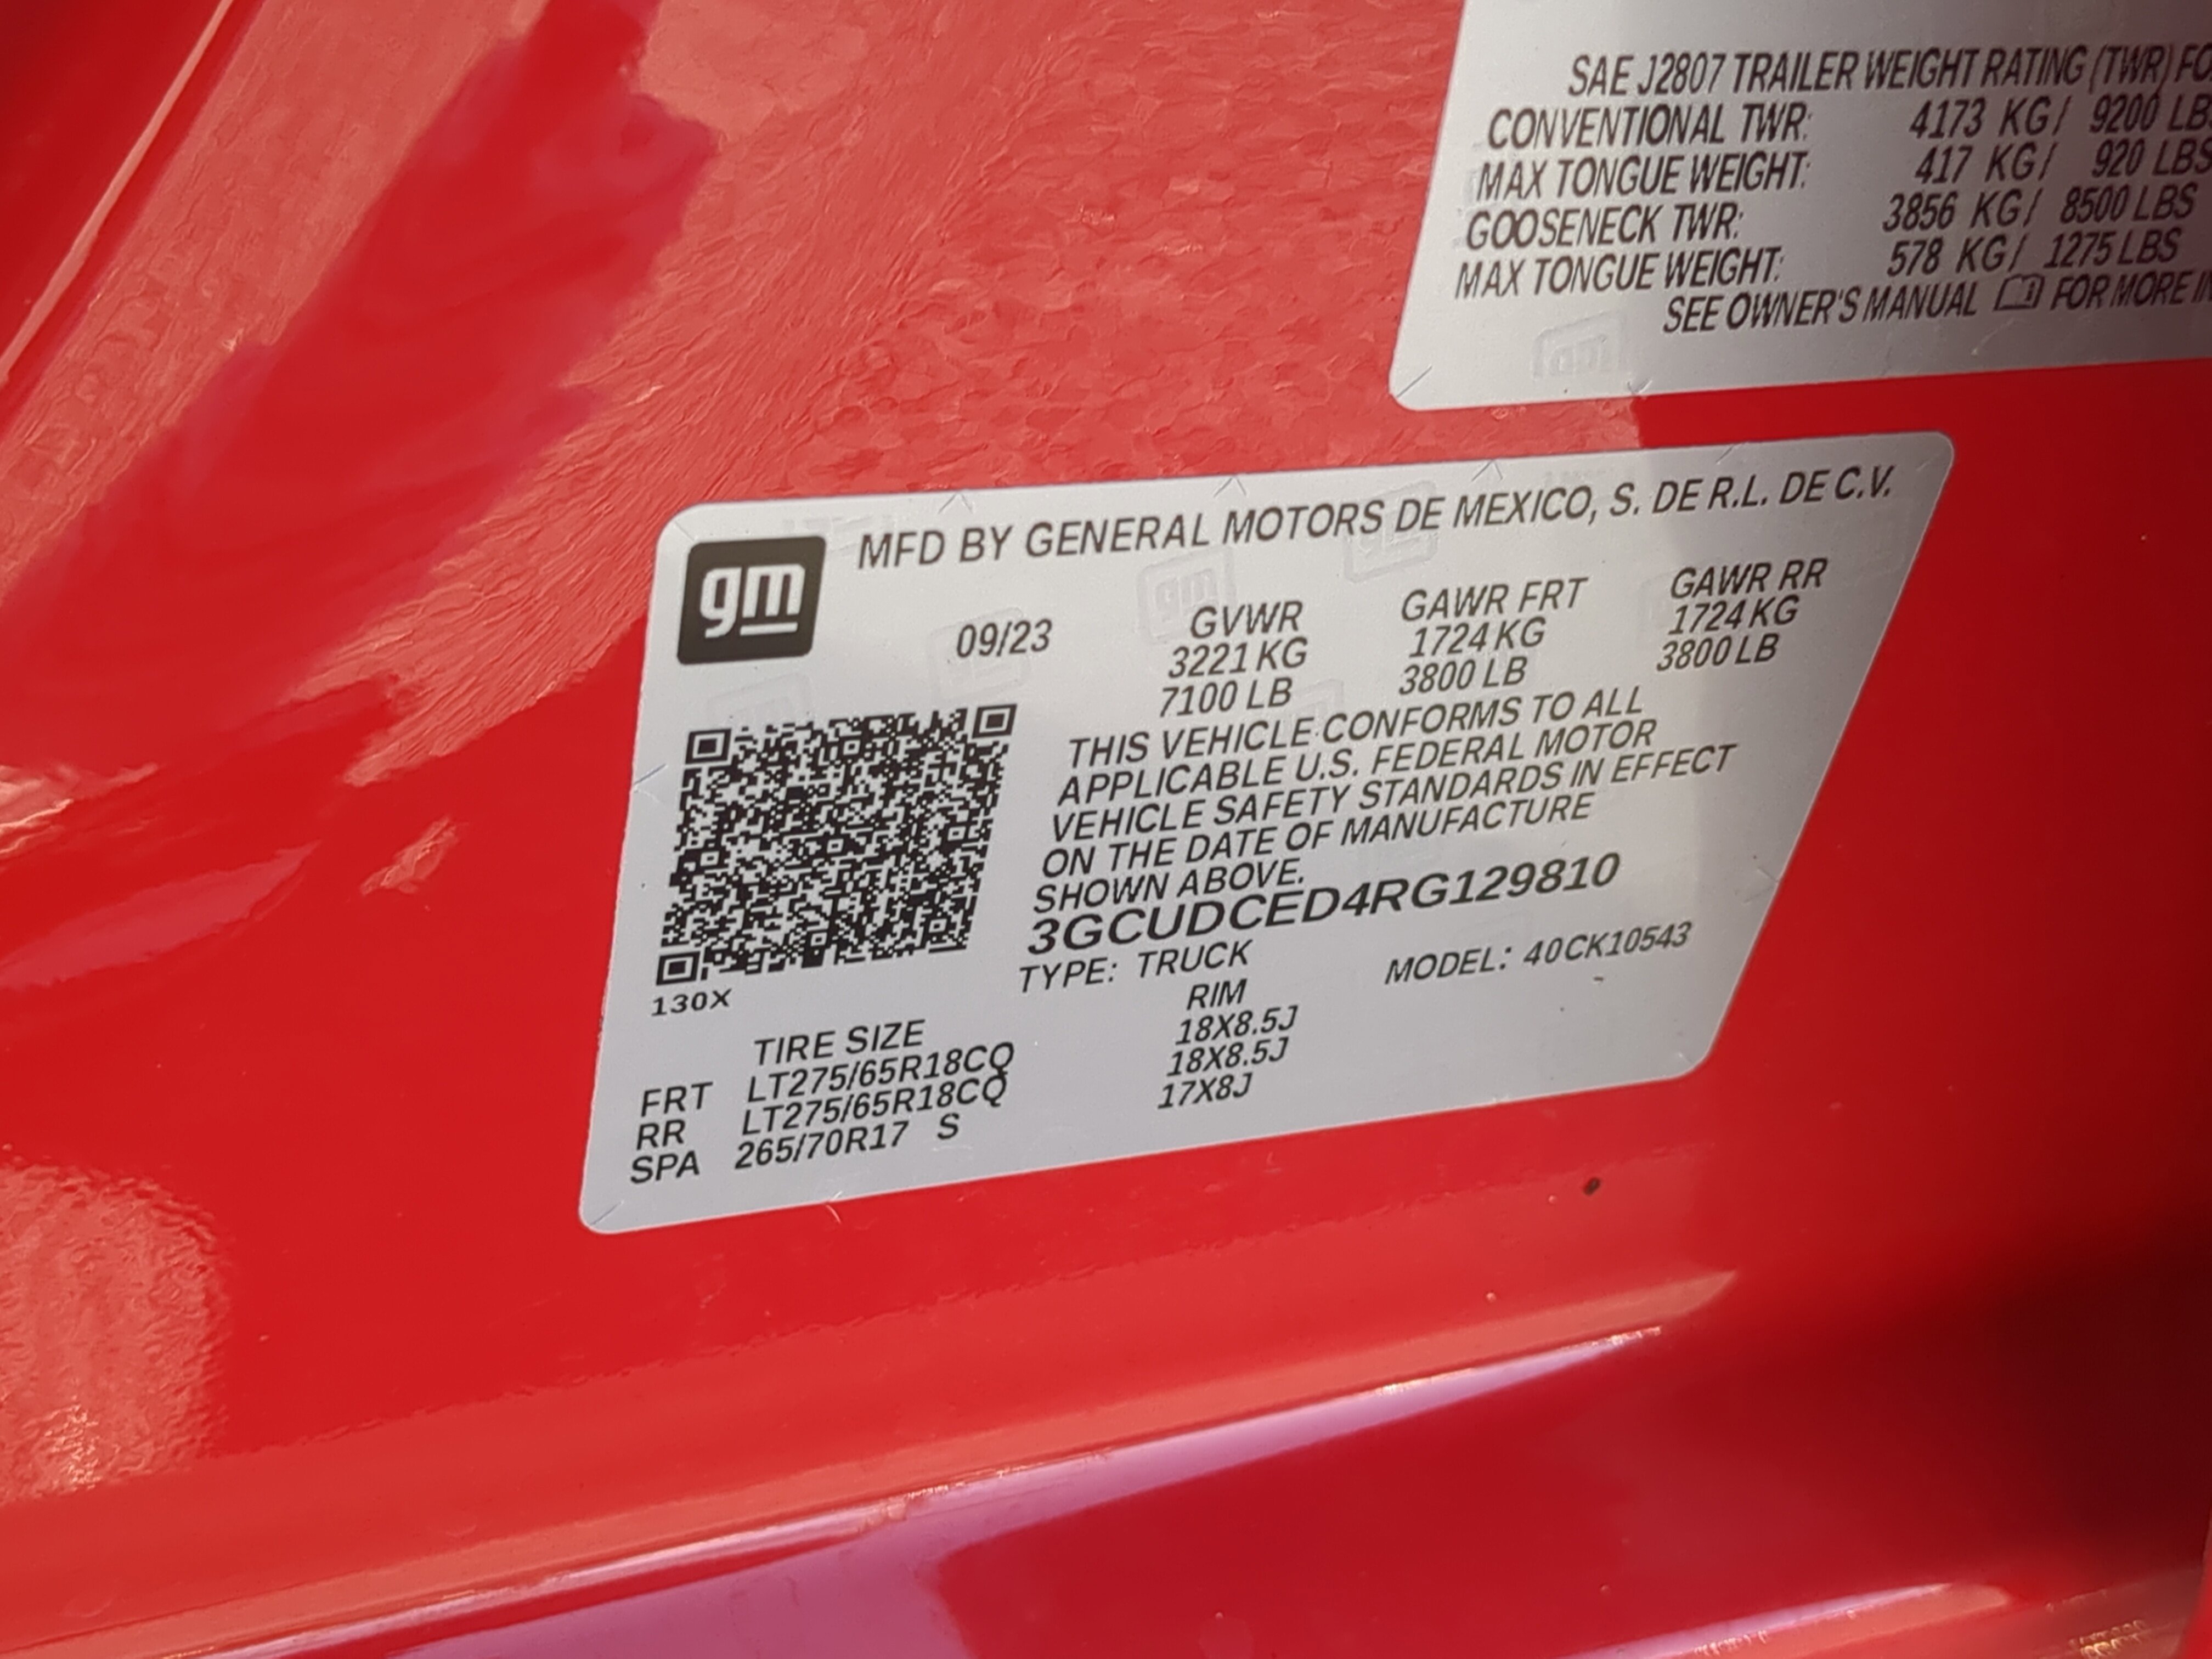 SAE J2807 TRAILER WEIGHT RATING (TWR)
CONVENTIONAL TWR: 4173 KG/ 9200 LB
MAX TONGUE WEIGHT: 417 KG/ 920 LBS
GOOSENECK TWR: 3856 KG/ 8500 LBS
MAX TONGUE WEIGHT: 578 KG/ 1275 LBS
SEE OWNER'S MANUAL FOR MORE
gm
MFD BY GENERAL MOTORS DE MEXICO, S. DE R.L. DE C.V.
09/23 GVWR GAWR FRT GAWR RR
3221 KG 1724 KG 1724 KG
7100 LB 3800 LB 3800 LB
THIS VEHICLE CONFORMS TO ALL
APPLICABLE U.S. FEDERAL MOTOR
VEHICLE SAFETY STANDARDS IN EFFECT
ON THE DATE OF MANUFACTURE
SHOWN ABOVE.
3GCUDCED4RG129810
TYPE: TRUCK MODEL: 40CK10543
130X
TIRE SIZE RIM
FRT LT275/65R18CQ 18X8.5J
RR LT275/65R18CQ 18X8.5J
SPA 265/70R17 S 17X8J